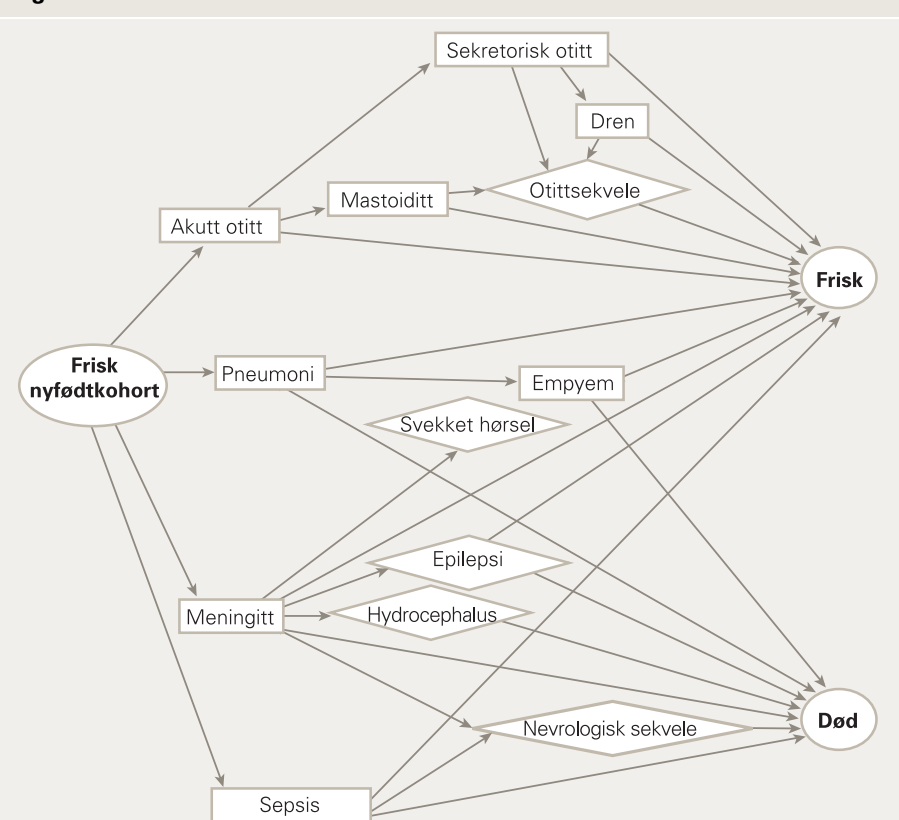 Sekretorisk otitt
Dren
Otittsekvele
Mastoiditt
Akutt otitt
Frisk
Frisk
nyfødtkohort
Pneumoni
Empyem
Svekket hørsel
Epilepsi
Meningitt
Hydrocephalus
Død
Nevrologisk sekvele
Sepsis